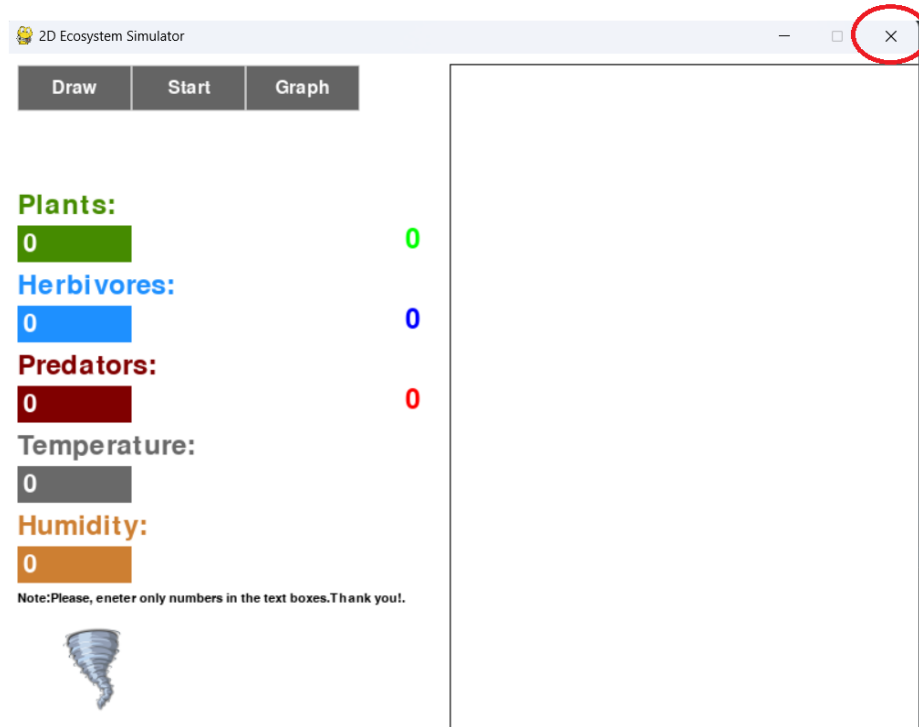 2D Ecosystem Simulator
Draw Start Graph
Plants:
0 0
Herbivores:
0 0
Predators:
0 0
Temperature:
0
Humidity:
0
Note:Please, eneter only numbers in the text boxes.Thank you!.